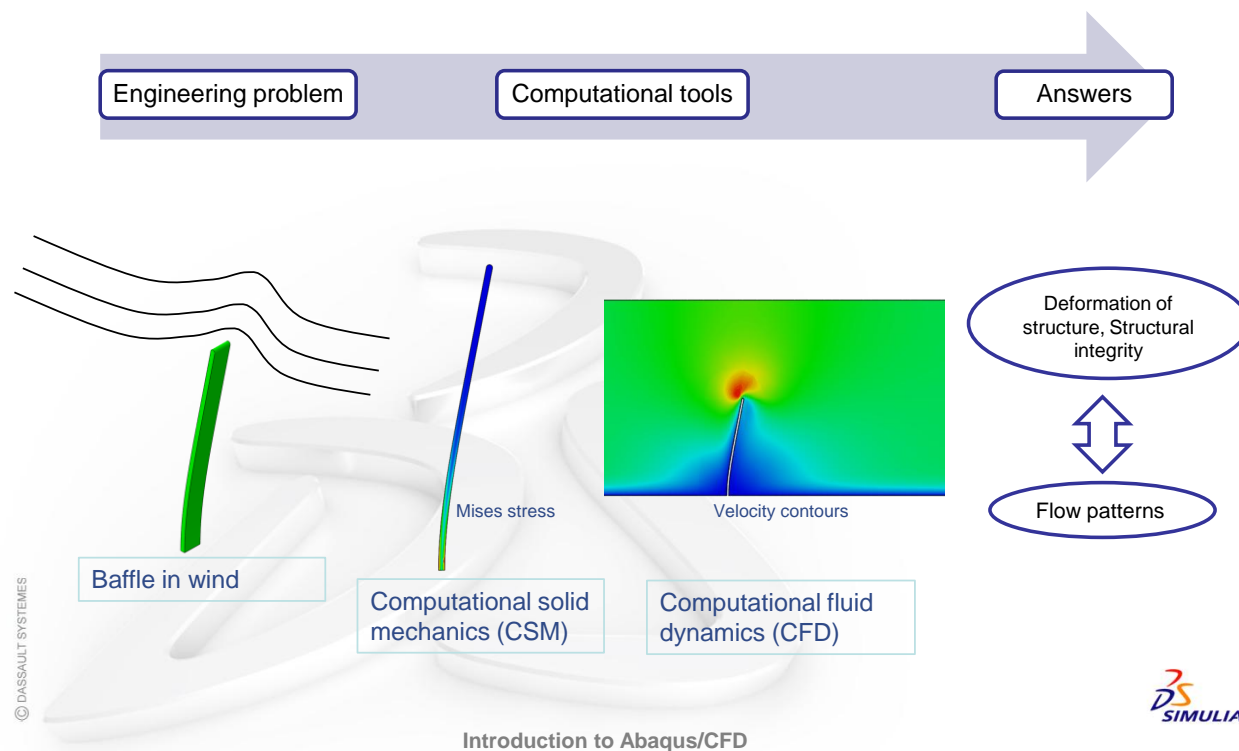 Engineering problem
Computational tools
Answers
Deformation of
structure, Structural
integrity
Mises stress
Velocity contours
Flow patterns
Baffle in wind
Computational solid
mechanics (CSM)
Computational fluid
dynamics (CFD)
© DASSAULT SYSTEMES
DS
SIMULIA
Introduction to Abaqus/CFD